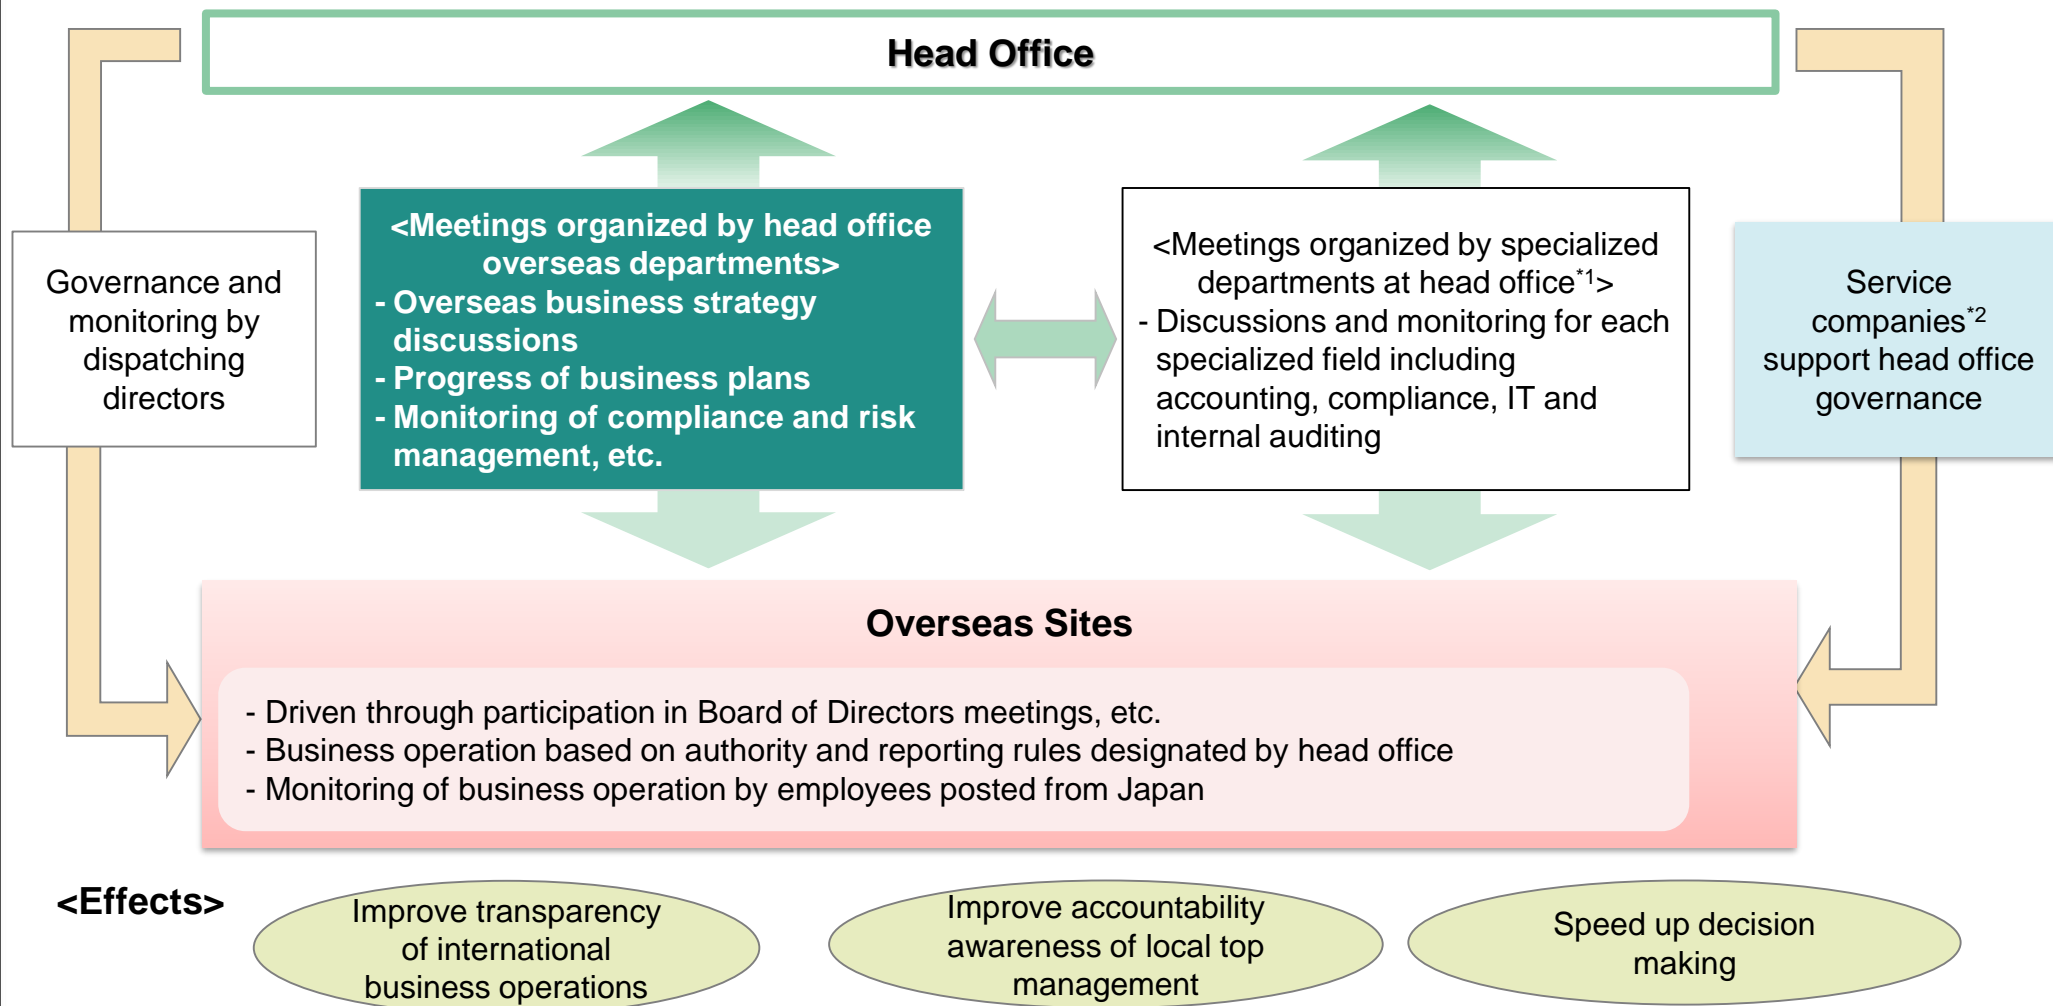 Head Office
Governance and
monitoring by
dispatching
directors
<Meetings organized by head office
overseas departments>
- Overseas business strategy
discussions
- Progress of business plans
- Monitoring of compliance and risk
management, etc.
<Meetings organized by specialized
departments at head office*1>
- Discussions and monitoring for each
specialized field including
accounting, compliance, IT and
internal auditing
Service
companies*2
support head office
governance
Overseas Sites
- Driven through participation in Board of Directors meetings, etc.
- Business operation based on authority and reporting rules designated by head office
- Monitoring of business operation by employees posted from Japan
<Effects>
Improve transparency
of international
business operations
Improve accountability
awareness of local top
management
Speed up decision
making